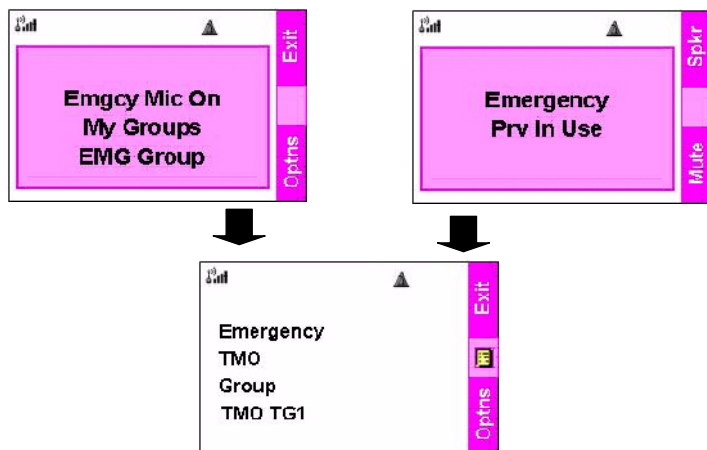 Exit
Emgcy Mic On
My Groups
EMG Group
Optns
Spkr
Emergency
Prv In Use
Mute
Exit
Emergency
TMO
Group
TMO TG1
Optns